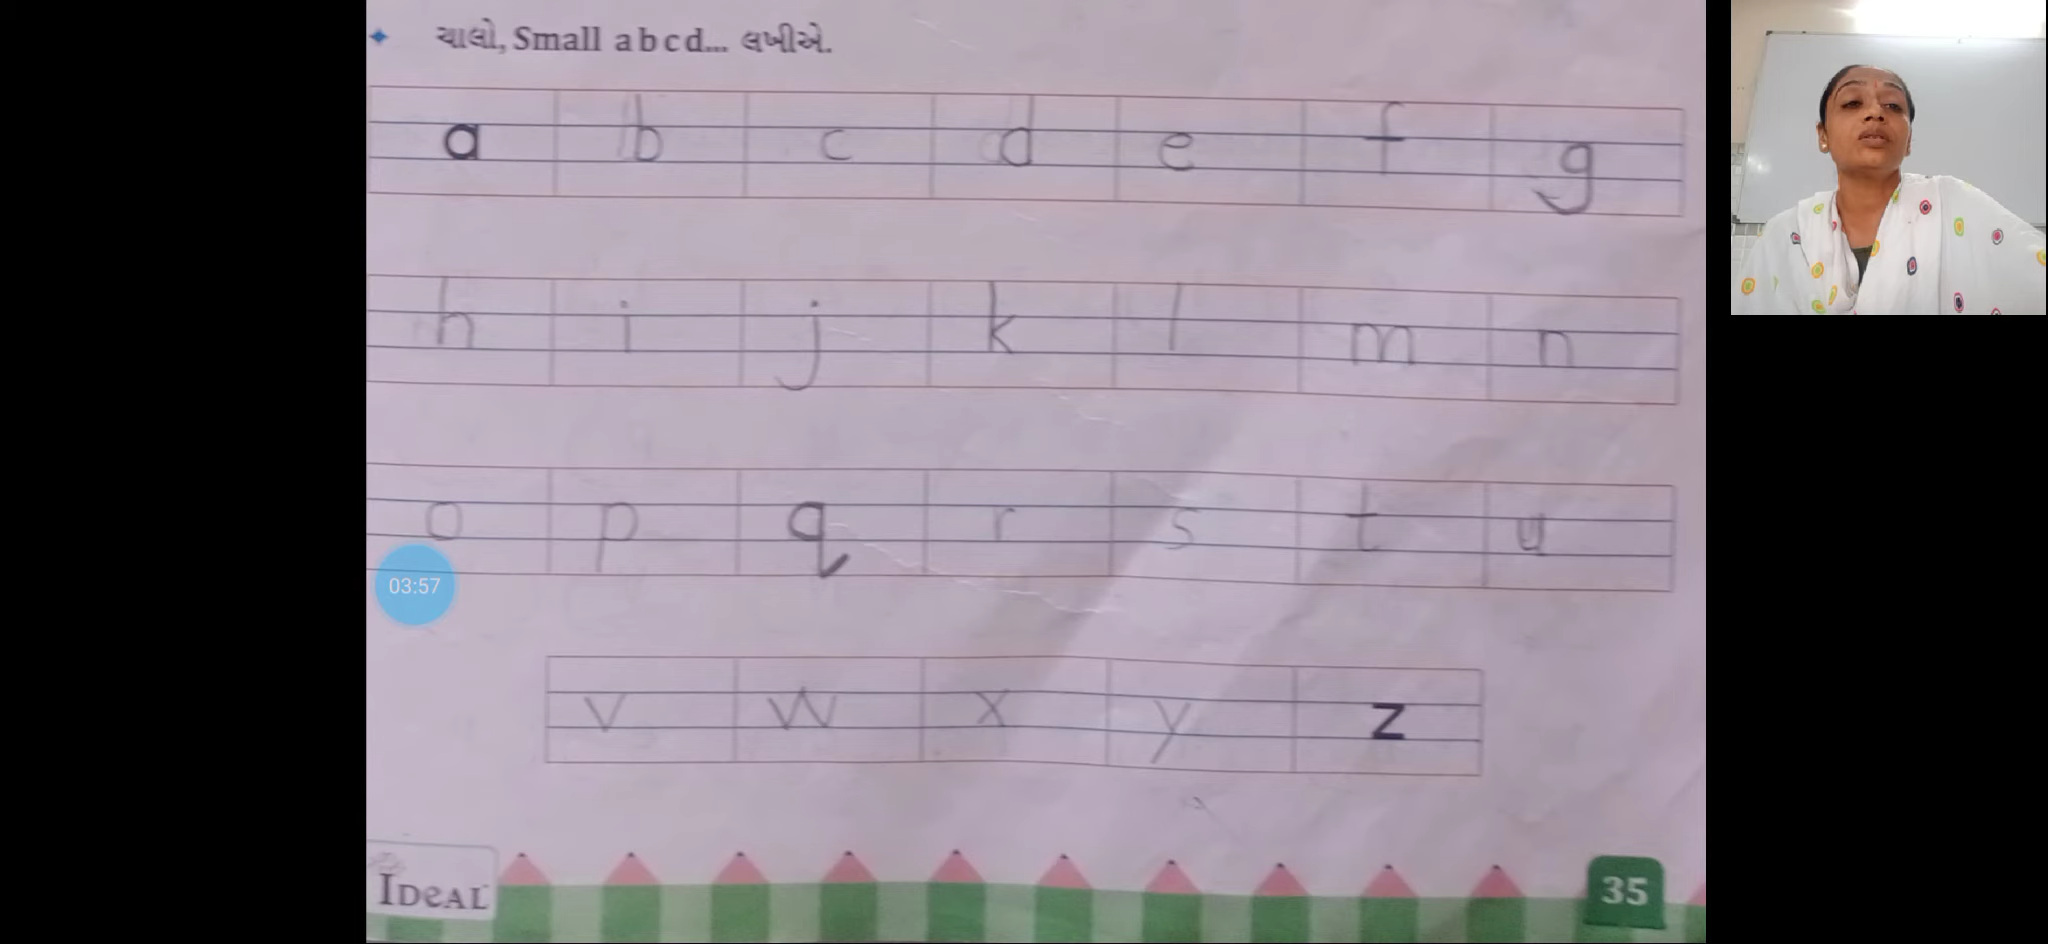 ચાલો, Small a b c d... લખીએ.
a b c d e f g
h i j k l m n
o p q r s t u
03:57
v w x y z
IDEAL
35